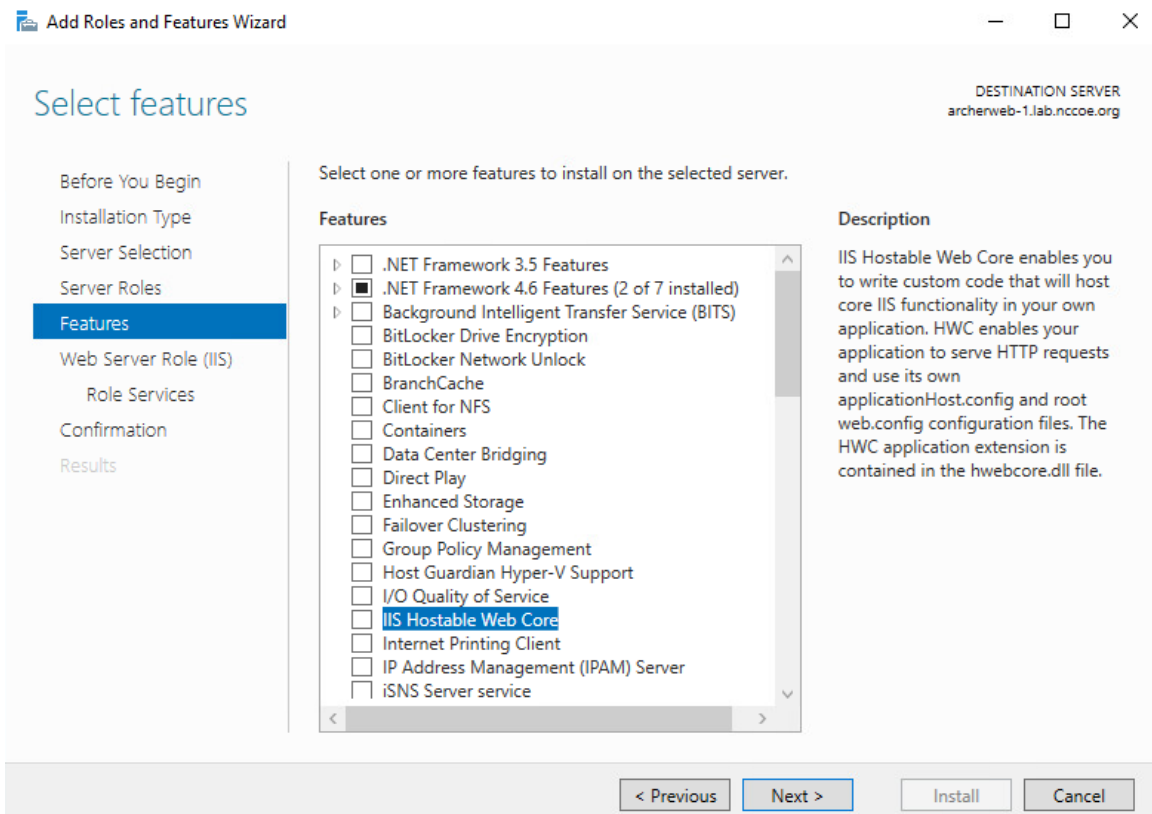 Add Roles and Features Wizard
Select features
DESTINATION SERVER
archerweb-1.lab.nccoe.org
Before You Begin
Installation Type
Server Selection
Server Roles
Features
Web Server Role (IIS)
Role Services
Confirmation
Results
Select one or more features to install on the selected server.
Features
.NET Framework 3.5 Features
.NET Framework 4.6 Features (2 of 7 installed)
Background Intelligent Transfer Service (BITS)
BitLocker Drive Encryption
BitLocker Network Unlock
BranchCache
Client for NFS
Containers
Data Center Bridging
Direct Play
Enhanced Storage
Failover Clustering
Group Policy Management
Host Guardian Hyper-V Support
I/O Quality of Service
IIS Hostable Web Core
Internet Printing Client
IP Address Management (IPAM) Server
iSNS Server service
Description
IIS Hostable Web Core enables you
to write custom code that will host
core IIS functionality in your own
application. HWC enables your
application to serve HTTP requests
and use its own
applicationHost.config and root
web.config configuration files. The
HWC application extension is
contained in the hwebcore.dll file.
< Previous
Next >
Install
Cancel